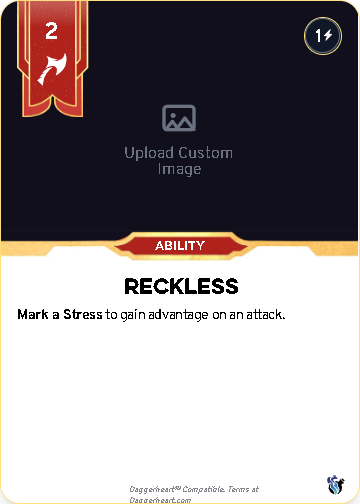 2
1
Upload Custom
Image
ABILITY
RECKLESS
Mark a Stress to gain advantage on an attack.
Daggerheart℠ Compatible. Terms at
Daggerheart.com